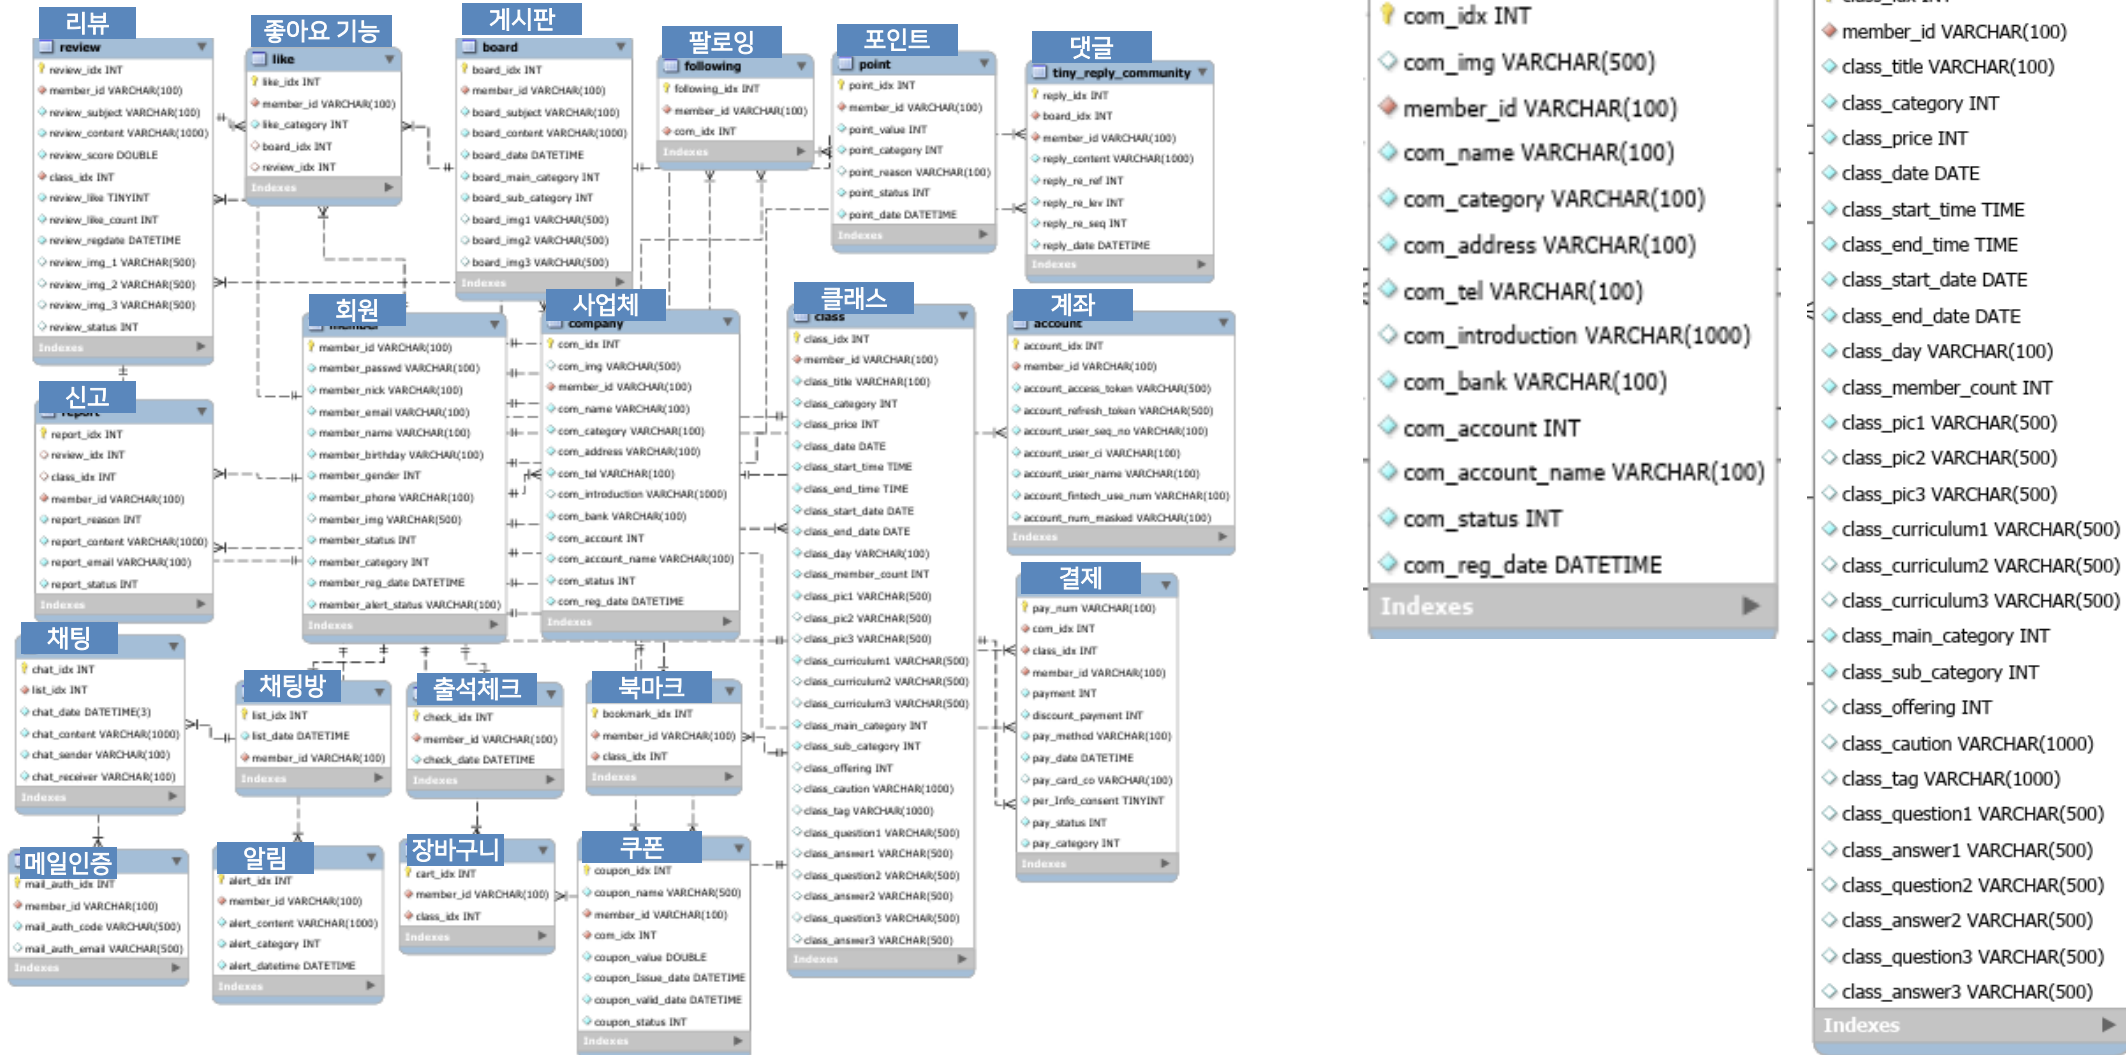 리뷰
review
review_idx INT
member_id VARCHAR(100)
review_subject VARCHAR(100)
review_content VARCHAR(1000)
review_score DOUBLE
class_idx INT
review_like TINYINT
review_like_count INT
review_regdate DATETIME
review_img_1 VARCHAR(500)
review_img_2 VARCHAR(500)
review_img_3 VARCHAR(500)
review_status INT
Indexes
좋아요 기능
like
like_idx INT
member_id VARCHAR(100)
like_category INT
board_idx INT
review_idx INT
Indexes
게시판
board
board_idx INT
member_id VARCHAR(100)
board_subject VARCHAR(100)
board_content VARCHAR(1000)
board_date DATETIME
board_main_category INT
board_sub_category INT
board_img1 VARCHAR(500)
board_img2 VARCHAR(500)
board_img3 VARCHAR(500)
Indexes
팔로잉
following
following_idx INT
member_id VARCHAR(100)
com_idx INT
Indexes
포인트
point
point_idx INT
member_id VARCHAR(100)
point_value INT
point_category INT
point_reason VARCHAR(100)
point_status INT
point_date DATETIME
Indexes
댓글
tiny_reply_community
reply_idx INT
board_idx INT
member_id VARCHAR(100)
reply_content VARCHAR(1000)
reply_re_ref INT
reply_re_lev INT
reply_re_seq INT
reply_date DATETIME
Indexes
신고
report
report_idx INT
review_idx INT
class_idx INT
member_id VARCHAR(100)
report_reason INT
report_content VARCHAR(1000)
report_email VARCHAR(100)
report_status INT
Indexes
회원
member
member_id VARCHAR(100)
member_passwd VARCHAR(100)
member_nick VARCHAR(100)
member_email VARCHAR(100)
member_name VARCHAR(100)
member_birthday VARCHAR(100)
member_gender INT
member_phone VARCHAR(100)
member_img VARCHAR(500)
member_status INT
member_category INT
member_reg_date DATETIME
member_alert_status VARCHAR(100)
Indexes
사업체
company
com_idx INT
com_img VARCHAR(500)
member_id VARCHAR(100)
com_name VARCHAR(100)
com_category VARCHAR(100)
com_address VARCHAR(100)
com_tel VARCHAR(100)
com_introduction VARCHAR(1000)
com_bank VARCHAR(100)
com_account INT
com_account_name VARCHAR(100)
com_status INT
com_reg_date DATETIME
Indexes
클래스
class
class_idx INT
member_id VARCHAR(100)
class_title VARCHAR(100)
class_category INT
class_price INT
class_date DATE
class_start_time TIME
class_end_time TIME
class_start_date DATE
class_end_date DATE
class_day VARCHAR(100)
class_member_count INT
class_pic1 VARCHAR(500)
class_pic2 VARCHAR(500)
class_pic3 VARCHAR(500)
class_curriculum1 VARCHAR(500)
class_curriculum2 VARCHAR(500)
class_curriculum3 VARCHAR(500)
class_main_category INT
class_sub_category INT
class_offering INT
class_caution VARCHAR(1000)
class_tag VARCHAR(1000)
class_question1 VARCHAR(500)
class_answer1 VARCHAR(500)
class_question2 VARCHAR(500)
class_answer2 VARCHAR(500)
class_question3 VARCHAR(500)
class_answer3 VARCHAR(500)
Indexes
계좌
account
account_idx INT
member_id VARCHAR(100)
account_access_token VARCHAR(500)
account_refresh_token VARCHAR(500)
account_user_seq_no VARCHAR(100)
account_user_ci VARCHAR(100)
account_user_name VARCHAR(100)
account_fintech_use_num VARCHAR(100)
account_num_masked VARCHAR(100)
Indexes
결제
pay_num VARCHAR(100)
com_idx INT
class_idx INT
member_id VARCHAR(100)
payment INT
discount_payment INT
pay_method VARCHAR(100)
pay_date DATETIME
pay_card_co VARCHAR(100)
per_Info_consent TINYINT
pay_status INT
pay_category INT
Indexes
채팅
chat_idx INT
list_idx INT
chat_date DATETIME(3)
chat_content VARCHAR(1000)
chat_sender VARCHAR(100)
chat_receiver VARCHAR(100)
Indexes
채팅방
list_idx INT
list_date DATETIME
member_id VARCHAR(100)
Indexes
출석체크
check_idx INT
member_id VARCHAR(100)
check_date DATETIME
Indexes
북마크
bookmark_idx INT
member_id VARCHAR(100)
class_idx INT
Indexes
메일인증
mail_auth_idx INT
member_id VARCHAR(100)
mail_auth_code VARCHAR(500)
mail_auth_email VARCHAR(500)
Indexes
알림
alert_idx INT
member_id VARCHAR(100)
alert_content VARCHAR(1000)
alert_category INT
alert_datetime DATETIME
Indexes
장바구니
cart_idx INT
member_id VARCHAR(100)
class_idx INT
Indexes
쿠폰
coupon_idx INT
coupon_name VARCHAR(500)
member_id VARCHAR(100)
com_idx INT
coupon_value DOUBLE
coupon_Issue_date DATETIME
coupon_valid_date DATETIME
coupon_status INT
Indexes
com_idx INT
com_img VARCHAR(500)
member_id VARCHAR(100)
com_name VARCHAR(100)
com_category VARCHAR(100)
com_address VARCHAR(100)
com_tel VARCHAR(100)
com_introduction VARCHAR(1000)
com_bank VARCHAR(100)
com_account INT
com_account_name VARCHAR(100)
com_status INT
com_reg_date DATETIME
Indexes
class_idx INT
member_id VARCHAR(100)
class_title VARCHAR(100)
class_category INT
class_price INT
class_date DATE
class_start_time TIME
class_end_time TIME
class_start_date DATE
class_end_date DATE
class_day VARCHAR(100)
class_member_count INT
class_pic1 VARCHAR(500)
class_pic2 VARCHAR(500)
class_pic3 VARCHAR(500)
class_curriculum1 VARCHAR(500)
class_curriculum2 VARCHAR(500)
class_curriculum3 VARCHAR(500)
class_main_category INT
class_sub_category INT
class_offering INT
class_caution VARCHAR(1000)
class_tag VARCHAR(1000)
class_question1 VARCHAR(500)
class_answer1 VARCHAR(500)
class_question2 VARCHAR(500)
class_answer2 VARCHAR(500)
class_question3 VARCHAR(500)
class_answer3 VARCHAR(500)
Indexes